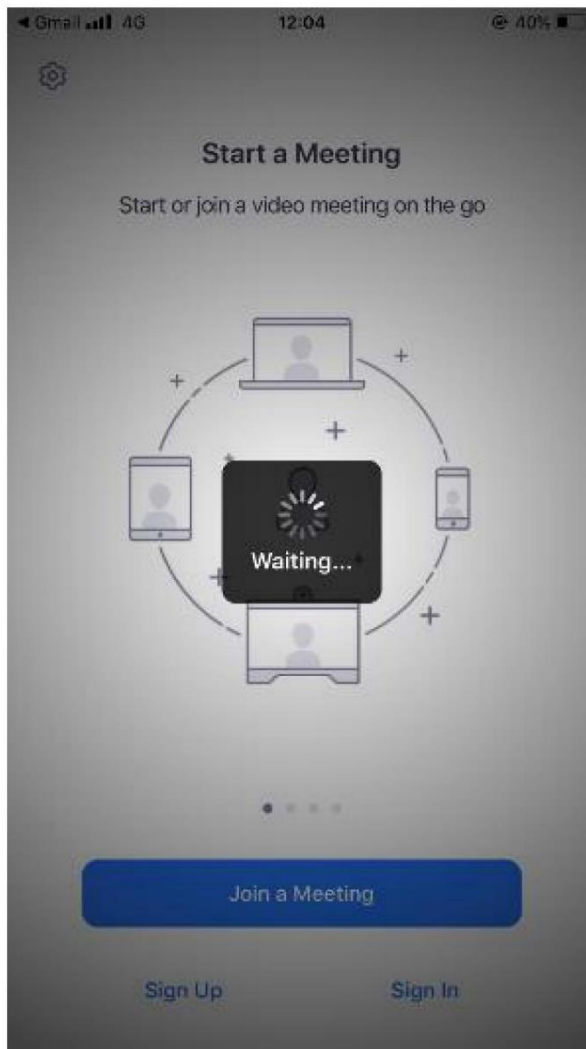 Gmail 4G 12:04 40%
Start a Meeting
Start or join a video meeting on the go
Waiting...
Join a Meeting
Sign Up Sign In